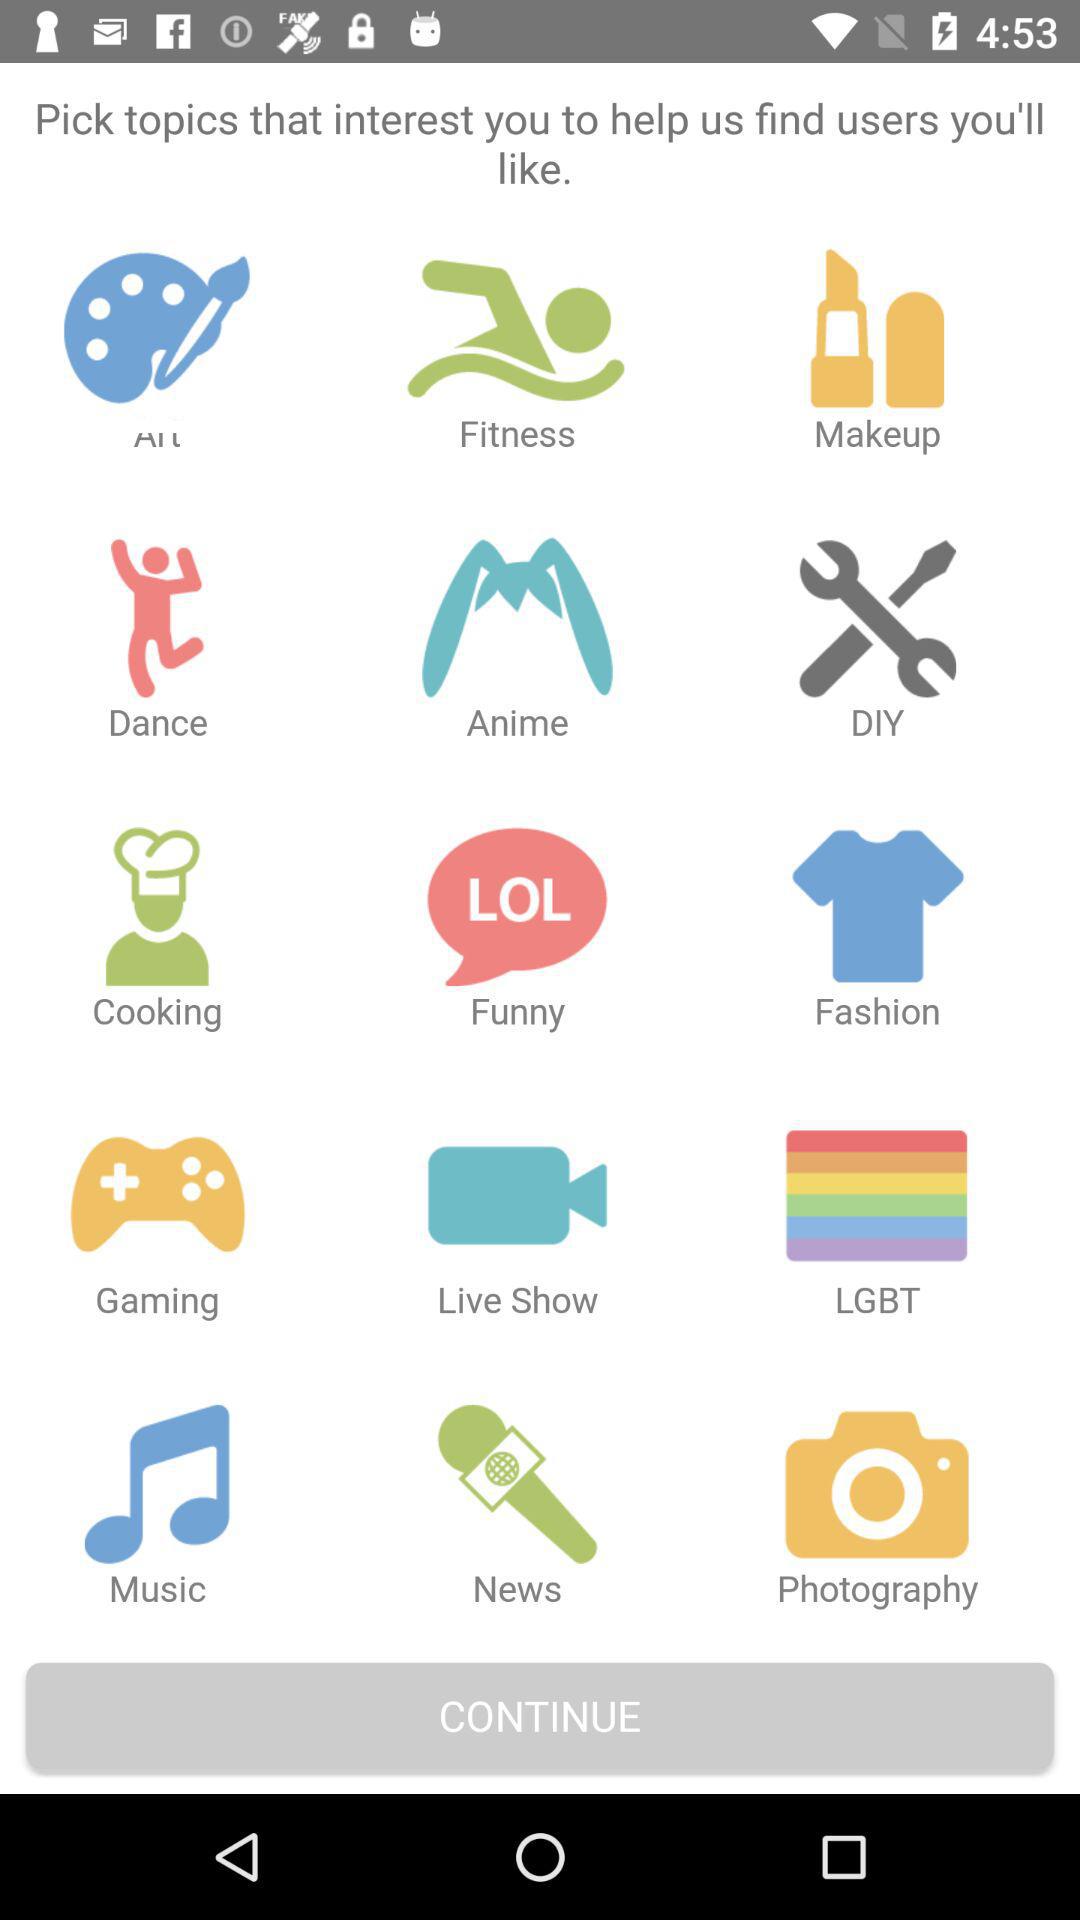 FAKE
4:53
Pick topics that interest you to help us find users you'll
like.
Art
Fitness
Makeup
Dance
Anime
DIY
Cooking
LOL
Funny
Fashion
Gaming
Live Show
LGBT
Music
News
Photography
CONTINUE